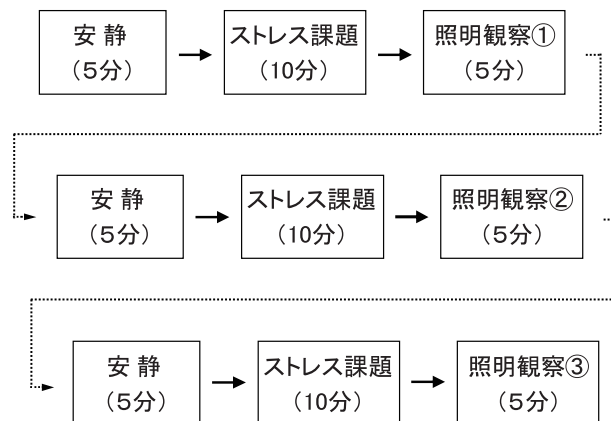 安 静
(5分)
ストレス課題
(10分)
照明観察①
(5分)
安 静
(5分)
ストレス課題
(10分)
照明観察②
(5分)
安 静
(5分)
ストレス課題
(10分)
照明観察③
(5分)